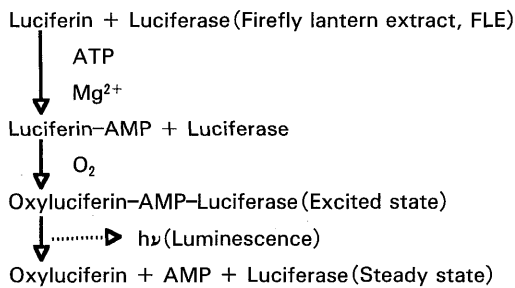 Luciferin + Luciferase (Firefly lantern extract, FLE)
ATP
Mg²⁺
Luciferin–AMP + Luciferase
O₂
Oxyluciferin–AMP–Luciferase (Excited state)
hν (Luminescence)
Oxyluciferin + AMP + Luciferase (Steady state)